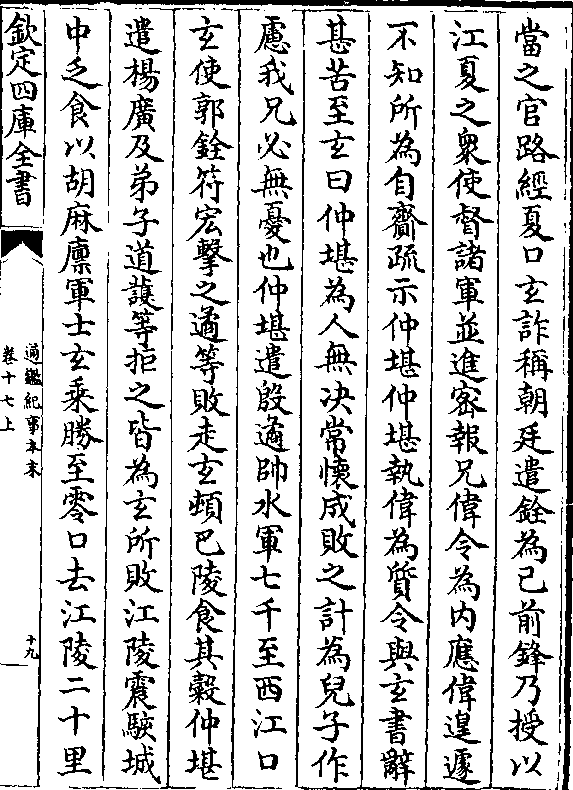 當之官路經夏口玄詐稱朝廷遣銓為已前鋒乃授以
江夏之衆使督諸軍並進密報兄偉令為内應偉遑遽
不知所為自齎疏示仲堪仲堪執偉為質令與玄書辭
甚苦至玄曰仲堪為人無决常懷成敗之計為兒子作
慮我兄必無憂也仲堪遣殷遹帥水軍七千至西江口
玄使郭銓符宏擊之遹等敗走玄頓巴陵食其糓仲堪
遣楊廣及弟子道護等拒之皆為玄所敗江陵震駭城
中乏食以胡麻廪軍士玄乗勝至零口去江陵二十里
欽定四庫全書
通鑑紀事本末
卷十七上
十九